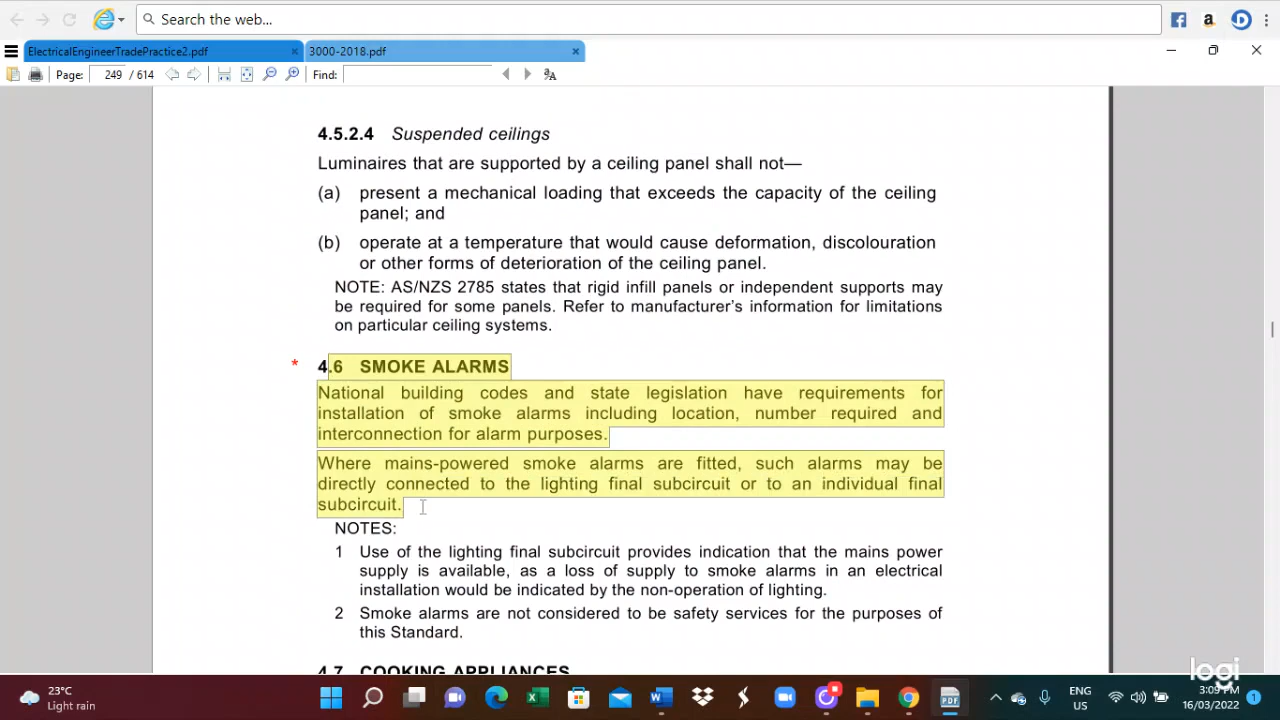 Search the web...
ElectricalEngineerTradePractice2.pdf
3000-2018.pdf
Page: 249 / 614
Find:
4.5.2.4 Suspended ceilings
Luminaires that are supported by a ceiling panel shall not—
(a) present a mechanical loading that exceeds the capacity of the ceiling
panel; and
(b) operate at a temperature that would cause deformation, discolouration
or other forms of deterioration of the ceiling panel.
NOTE: AS/NZS 2785 states that rigid infill panels or independent supports may
be required for some panels. Refer to manufacturer's information for limitations
on particular ceiling systems.
* 4.6 SMOKE ALARMS
National building codes and state legislation have requirements for
installation of smoke alarms including location, number required and
interconnection for alarm purposes.
Where mains-powered smoke alarms are fitted, such alarms may be
directly connected to the lighting final subcircuit or to an individual final
subcircuit.
NOTES:
1 Use of the lighting final subcircuit provides indication that the mains power
supply is available, as a loss of supply to smoke alarms in an electrical
installation would be indicated by the non-operation of lighting.
2 Smoke alarms are not considered to be safety services for the purposes of
this Standard.
4.7 COOKING APPLIANCES
logi
23°C
Light rain
ENG
QE
3:09 PM
16/03/2022